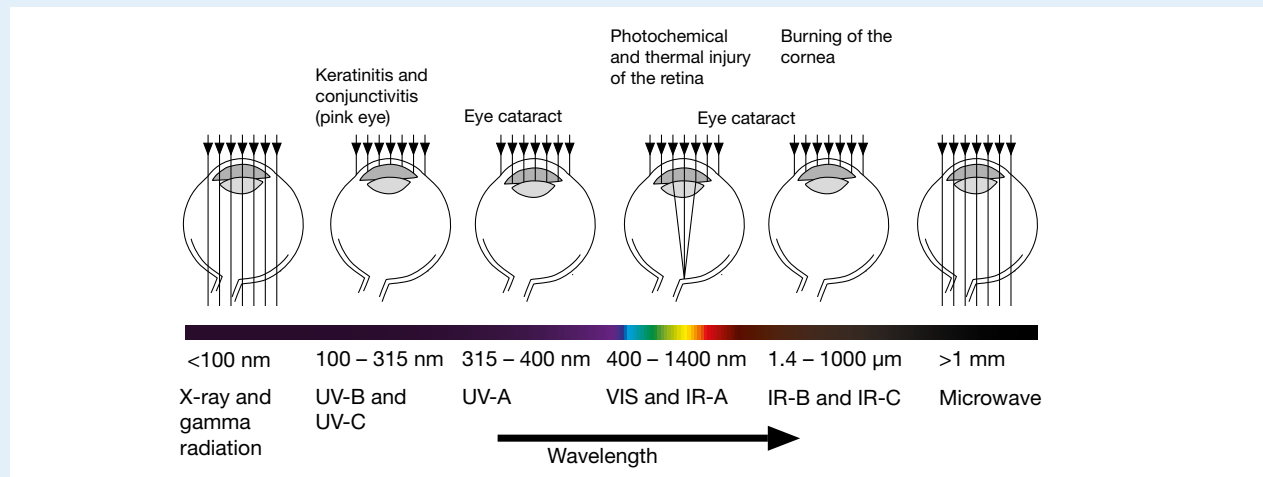 Photochemical
and thermal injury
of the retina
Burning of the
cornea
Keratinitis and
conjunctivitis
(pink eye)
Eye cataract
Eye cataract
<100 nm
100 – 315 nm
315 – 400 nm
400 – 1400 nm
1.4 – 1000 µm
>1 mm
X-ray and
gamma
radiation
UV-B and
UV-C
UV-A
VIS and IR-A
IR-B and IR-C
Microwave
Wavelength